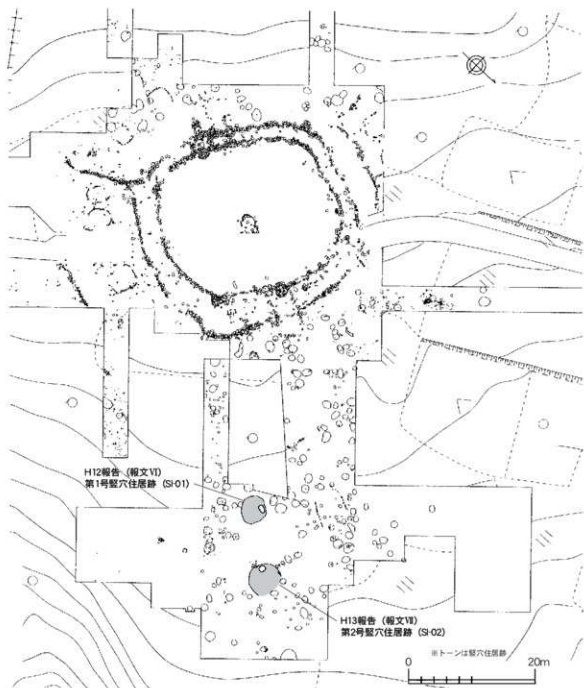 H12報告（報文Ⅵ）
第1号竪穴住居跡（SI-01）
H13報告（報文Ⅶ）
第2号竪穴住居跡（SI-02）
※トーンは竪穴住居跡
0 20m